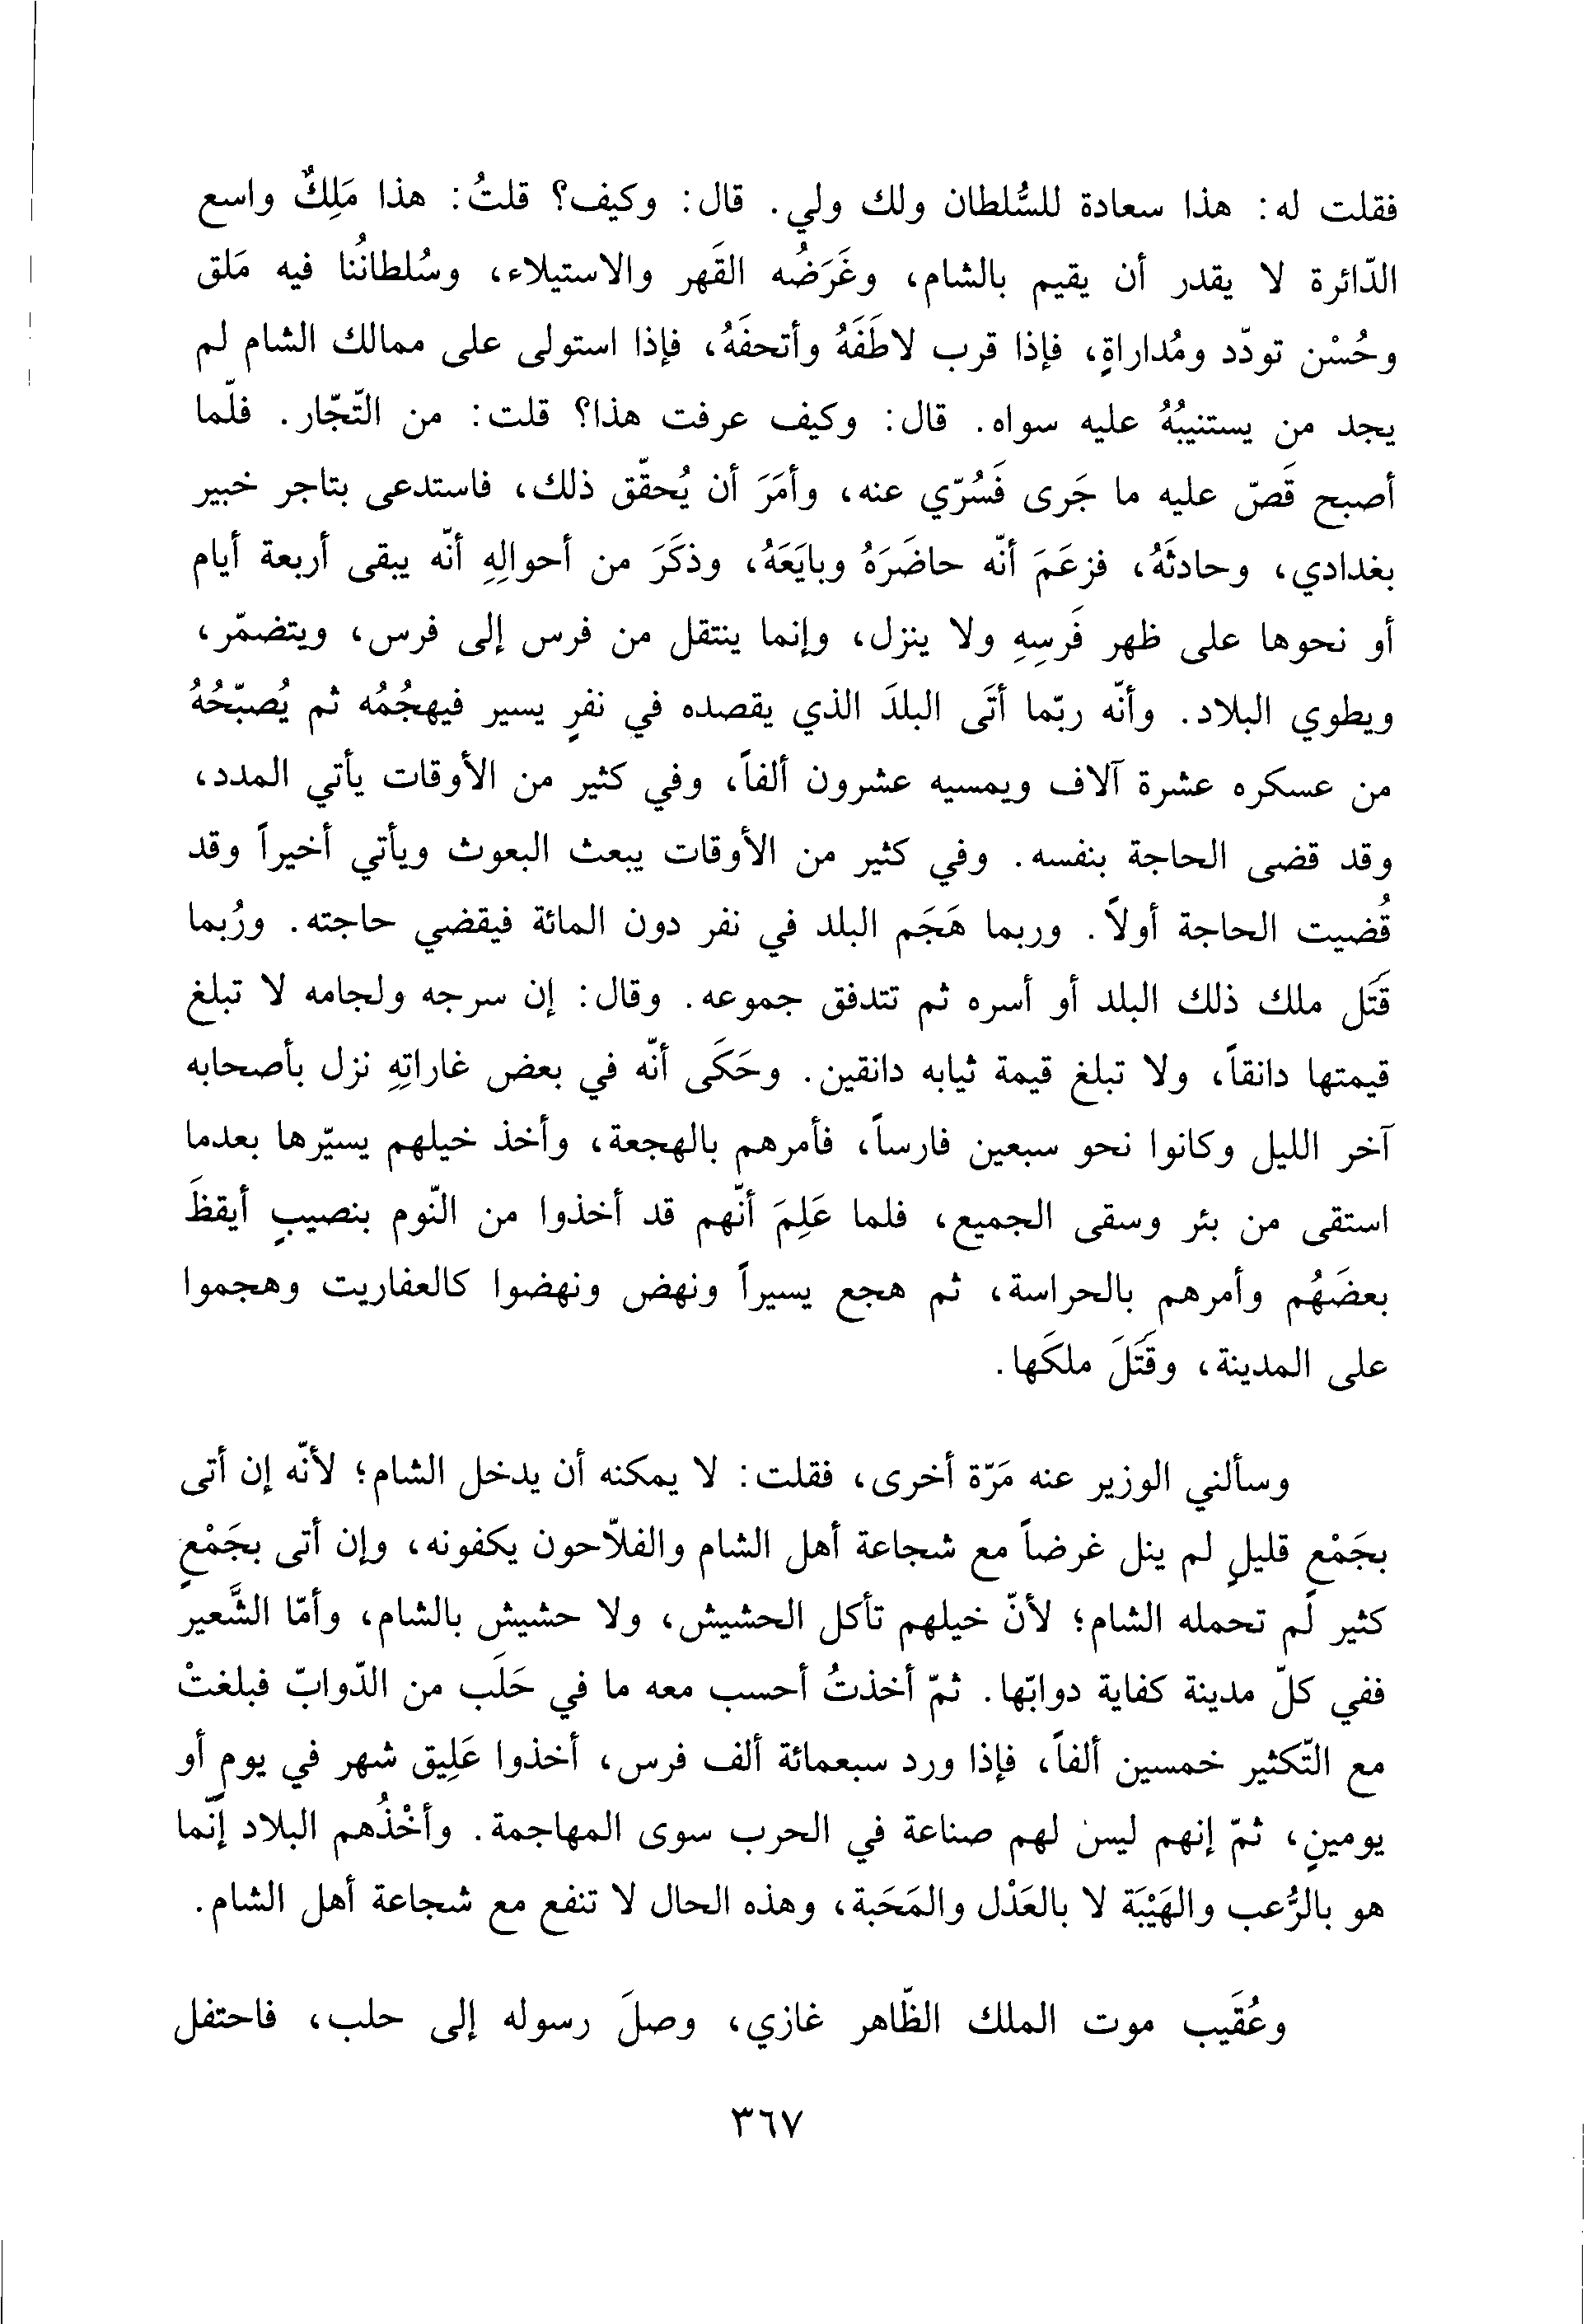 فقلت له: هذا سعادة للسُّلطان ولك ولي. قال: وكيف؟ قلتُ: هذا مَلِكٌ واسع
الدّائرة لا يقدر أن يقيم بالشام، وغَرَضُه القَهر والاستيلاء، وسُلطانُنا فيه مَلق
وحُسْن تودّد ومُداراةٍ، فإذا قرب لاطَفَهُ وأتحفَهُ، فإذا استولى على ممالك الشام لم
يجد من يستنيبُهُ عليه سواه. قال: وكيف عرفت هذا؟ قلت: من التّجّار. فلّما
أصبح قَصّ عليه ما جَرى فَسُرّي عنه، وأمَرَ أن يُحقّق ذلك، فاستدعى بتاجر خبير
بغدادي، وحادثَهُ، فزعَمَ أنّه حاضَرَهُ وبايَعَهُ، وذكَرَ من أحوالِهِ أنّه يبقى أربعة أيام
أو نحوها على ظهر فَرسِهِ ولا ينزل، وإنما ينتقل من فرس إلى فرس، ويتضمّر،
ويطوي البلاد. وأنّه ربّما أتَى البلدَ الذي يقصده في نفرٍ يسير فيهجُمُه ثم يُصبّحُهُ
من عسكره عشرة آلاف ويمسيه عشرون ألفاً، وفي كثير من الأوقات يأتي المدد،
وقد قضى الحاجة بنفسه. وفي كثير من الأوقات يبعث البعوث ويأتي أخيراً وقد
قُضيت الحاجة أولاً. وربما هَجَم البلد في نفر دون المائة فيقضي حاجته. ورُبما
قَتَل ملك ذلك البلد أو أسره ثم تتدفق جموعه. وقال: إن سرجه ولجامه لا تبلغ
قيمتها دانقاً، ولا تبلغ قيمة ثيابه دانقين. وحَكَى أنّه في بعض غاراتِهِ نزل بأصحابه
آخر الليل وكانوا نحو سبعين فارساً، فأمرهم بالهجعة، وأخذ خيلهم يسيّرها بعدما
استقى من بئر وسقى الجميع، فلما عَلِمَ أنّهم قد أخذوا من النّوم بنصيبٍ أيقظَ
بعضَهُم وأمرهم بالحراسة، ثم هجع يسيراً ونهض ونهضوا كالعفاريت وهجموا
على المدينة، وقَتَلَ ملكَها.
وسألني الوزير عنه مَرّة أخرى، فقلت: لا يمكنه أن يدخل الشام؛ لأنّه إن أتى
بجَمْعٍ قليلٍ لم ينل غرضاً مع شجاعة أهل الشام والفلاّحون يكفونه، وإن أتى بجَمْعٍ
كثير لم تحمله الشام؛ لأنّ خيلهم تأكل الحشيش، ولا حشيش بالشام، وأمّا الشَّعير
ففي كلّ مدينة كفاية دوابّها. ثمّ أخذتُ أحسب معه ما في حَلَب من الدّوابّ فبلغتْ
مع التّكثير خمسين ألفاً، فإذا ورد سبعمائة ألف فرس، أخذوا عَلِيق شهر في يومٍ أو
يومينٍ، ثمّ إنهم ليس لهم صناعة في الحرب سوى المهاجمة. وأخْذُهم البلاد إنّما
هو بالرُّعب والهَيْبَة لا بالعَدْل والمَحَبة، وهذه الحال لا تنفع مع شجاعة أهل الشام.
وعُقَيب موت الملك الظّاهر غازي، وصلَ رسوله إلى حلب، فاحتفل
٣٦٧